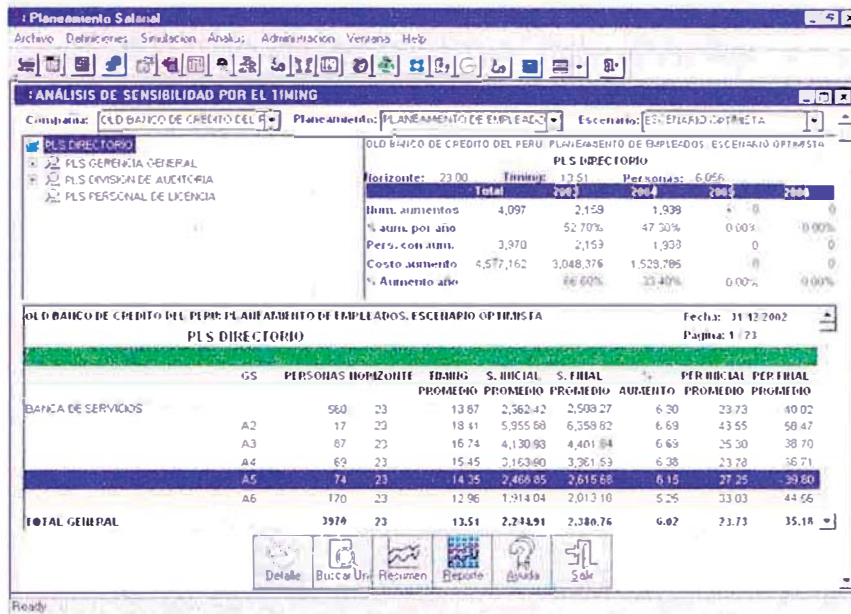 : Planeamiento Salarial
Archivo Definiciones Simulacion Analisis Administracion Ventana Help
: ANÁLISIS DE SENSIBILIDAD POR EL TIMING
Compañia: OLD BANCO DE CREDITO DEL P Planeamiento: PLANEAMIENTO DE EMPLEADO Escenario: ESCENARIO OPTIMISTA
PLS DIRECTORIO
PLS GERENCIA GENERAL
PLS DIVISION DE AUDITORIA
PLS PERSONAL DE LICENCIA
OLD BANCO DE CREDITO DEL PERU: PLANEAMIENTO DE EMPLEADOS. ESCENARIO OPTIMISTA
PLS DIRECTORIO
Horizonte: 23.00 Timing: 13.51 Personas: 6,056
Total 2003 2004 2005 2006
Num. aumentos 4,097 2,159 1,938 0 0
% aum. por año 52.70% 47.30% 0.00% 0.00%
Pers. con aum. 3,970 2,159 1,938 0 0
Costo aumento 4,577,162 3,048,376 1,528,786 0 0
% Aumento año 66.60% 33.40% 0.00% 0.00%
OLD BANCO DE CREDITO DEL PERU: PLANEAMIENTO DE EMPLEADOS. ESCENARIO OPTIMISTA Fecha: 31/12/2002
PLS DIRECTORIO Pagina: 1 / 23
GS PERSONAS HORIZONTE TIMING S. INICIAL S. FINAL % PER INICIAL PER FINAL
PROMEDIO PROMEDIO PROMEDIO AUMENTO PROMEDIO PROMEDIO
BANCA DE SERVICIOS 560 23 13.87 2,362.42 2,508.27 6.30 23.73 40.02
A2 17 23 18.41 5,955.88 6,358.82 6.69 43.55 58.47
A3 87 23 16.74 4,130.93 4,401.84 6.69 25.30 38.70
A4 69 23 15.45 3,163.90 3,361.59 6.38 23.78 36.71
A5 74 23 14.35 2,466.85 2,615.68 6.15 27.25 39.80
A6 170 23 12.96 1,914.04 2,013.18 5.25 33.03 44.56
TOTAL GENERAL 3970 23 13.51 2,244.91 2,380.76 6.02 23.73 35.18
Detalle Buscar Un Resumen Reporte Ayuda Salir
Ready